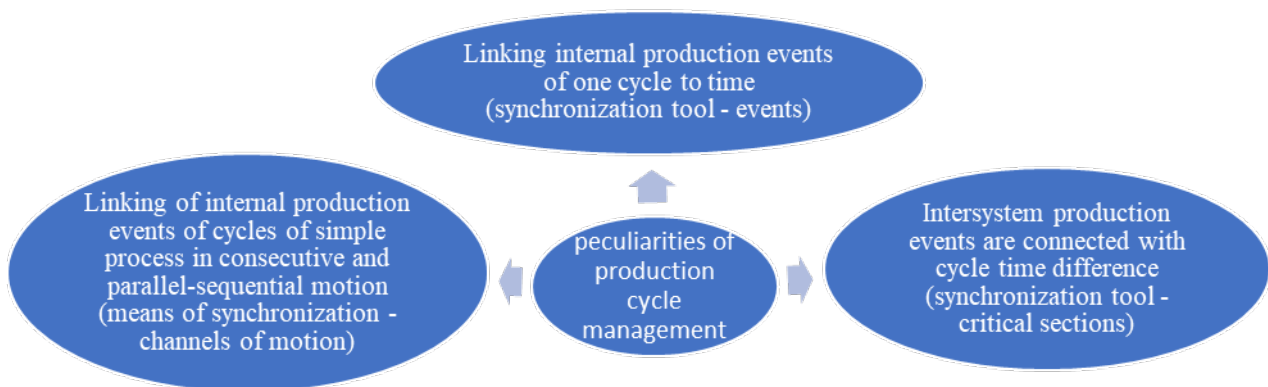 Linking internal production events
of one cycle to time
(synchronization tool - events)
Linking of internal production
events of cycles of simple
process in consecutive and
parallel-sequential motion
(means of synchronization -
channels of motion)
peculiarities of
production
cycle
management
Intersystem production
events are connected with
cycle time difference
(synchronization tool -
critical sections)